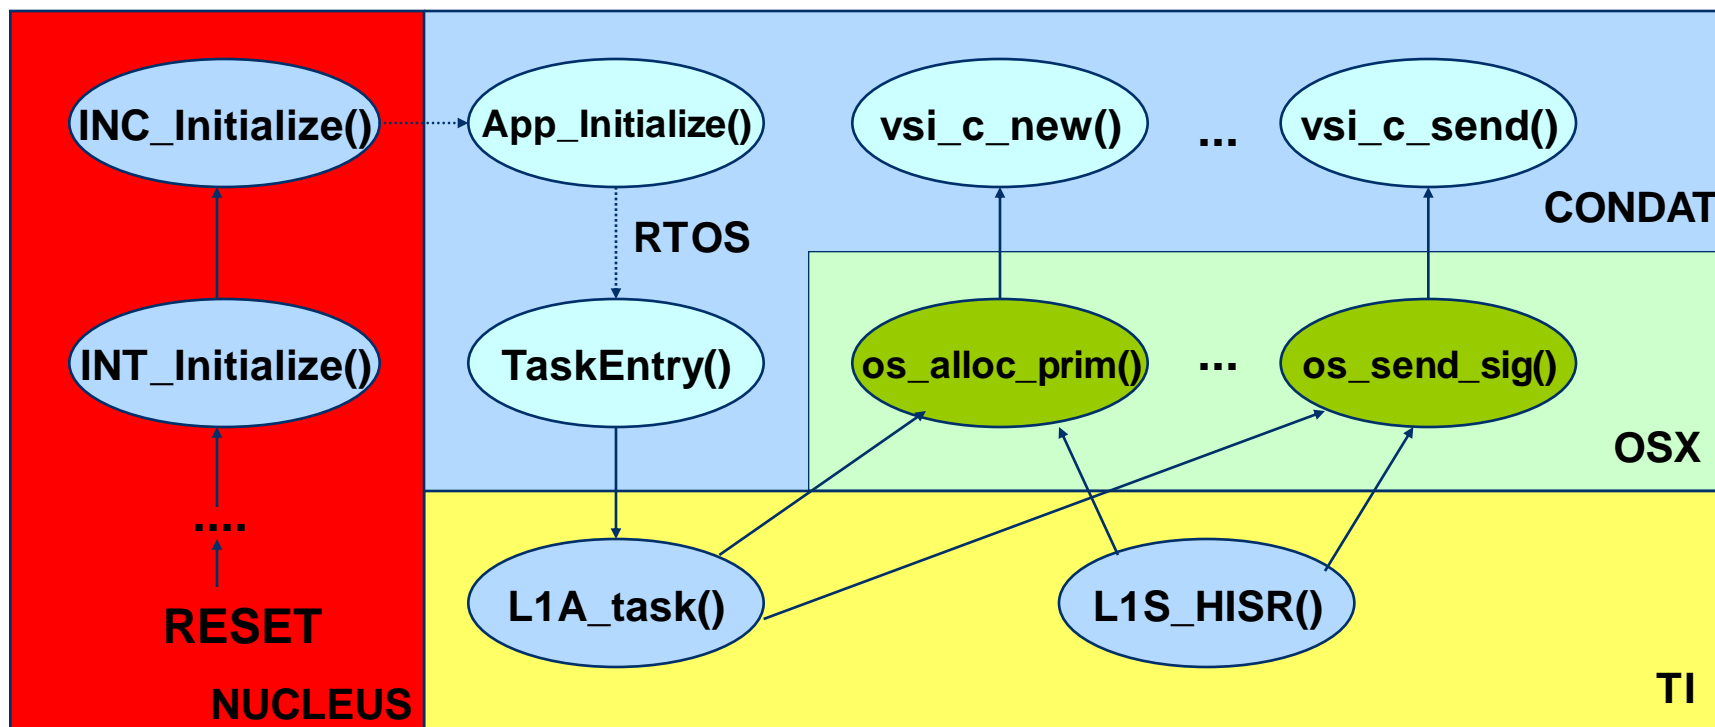 INC_Initialize()
App_Initialize()
vsi_c_new()
...
vsi_c_send()
CONDAT
RTOS
INT_Initialize()
TaskEntry()
os_alloc_prim()
...
os_send_sig()
OSX
....
RESET
L1A_task()
L1S_HISR()
NUCLEUS
TI